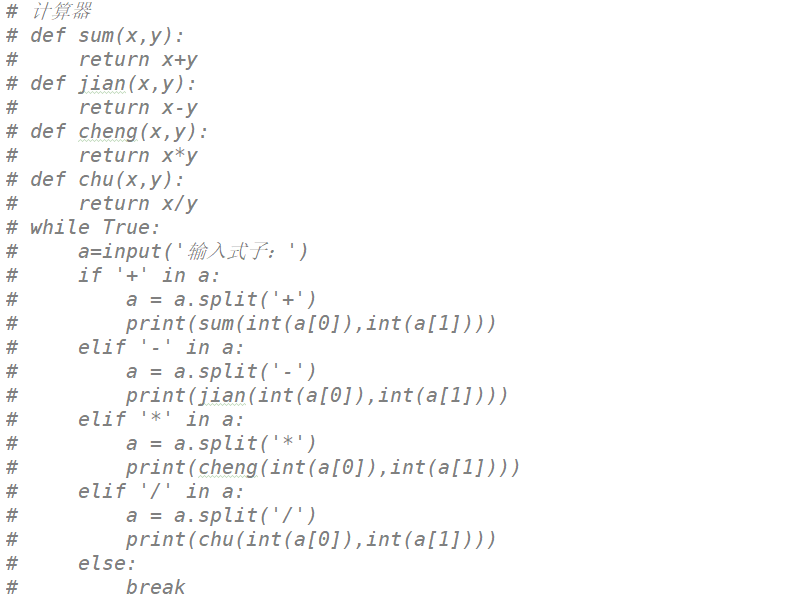 # 计算器
# def sum(x,y):
#     return x+y
# def jian(x,y):
#     return x-y
# def cheng(x,y):
#     return x*y
# def chu(x,y):
#     return x/y
# while True:
#     a=input('输入式子：')
#     if '+' in a:
#         a = a.split('+')
#         print(sum(int(a[0]),int(a[1])))
#     elif '-' in a:
#         a = a.split('-')
#         print(jian(int(a[0]),int(a[1])))
#     elif '*' in a:
#         a = a.split('*')
#         print(cheng(int(a[0]),int(a[1])))
#     elif '/' in a:
#         a = a.split('/')
#         print(chu(int(a[0]),int(a[1])))
#     else:
#         break